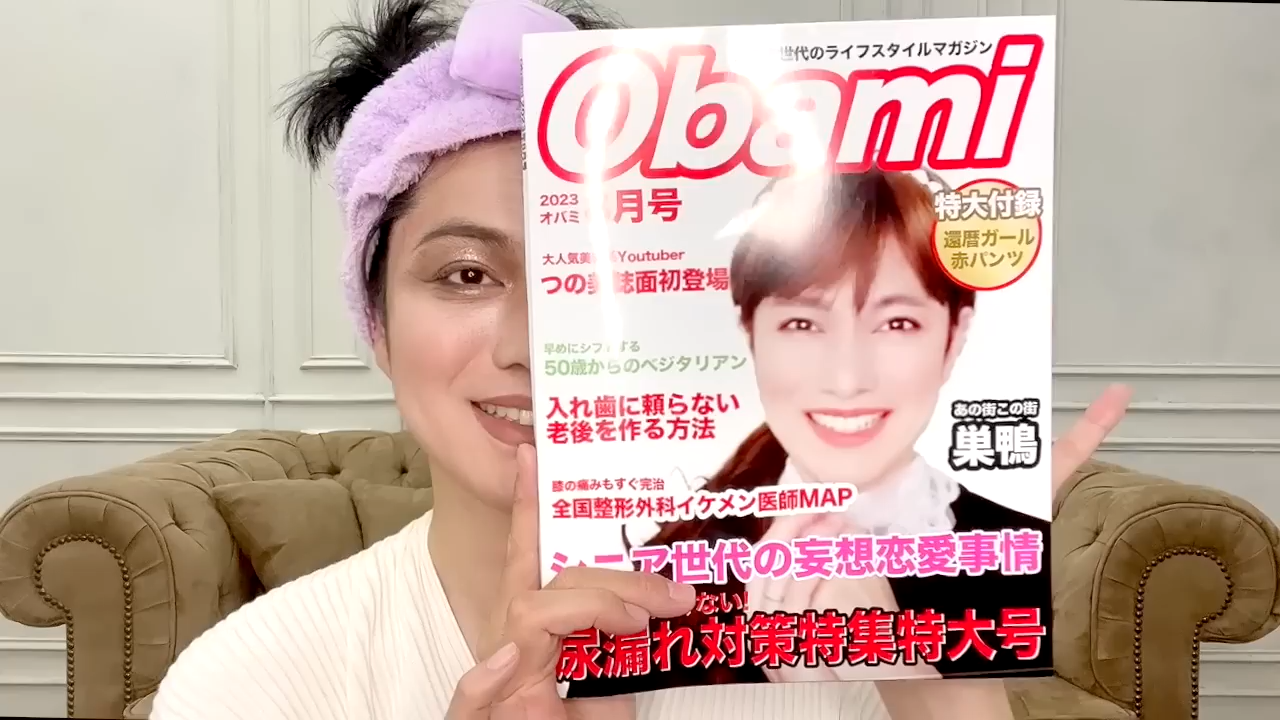 世代のライフスタイルマガジン
Obami
2023
オバミ
月号
特大付録
還暦ガール
赤パンツ
大人気美 Youtuber
つの 誌面初登場
早めにシフトする
50歳からのベジタリアン
入れ歯に頼らない
老後を作る方法
あの街この街
巣鴨
膝の痛みもすぐ完治
全国整形外科イケメン医師MAP
シニア世代の妄想恋愛事情
ない!
尿漏れ対策特集特大号